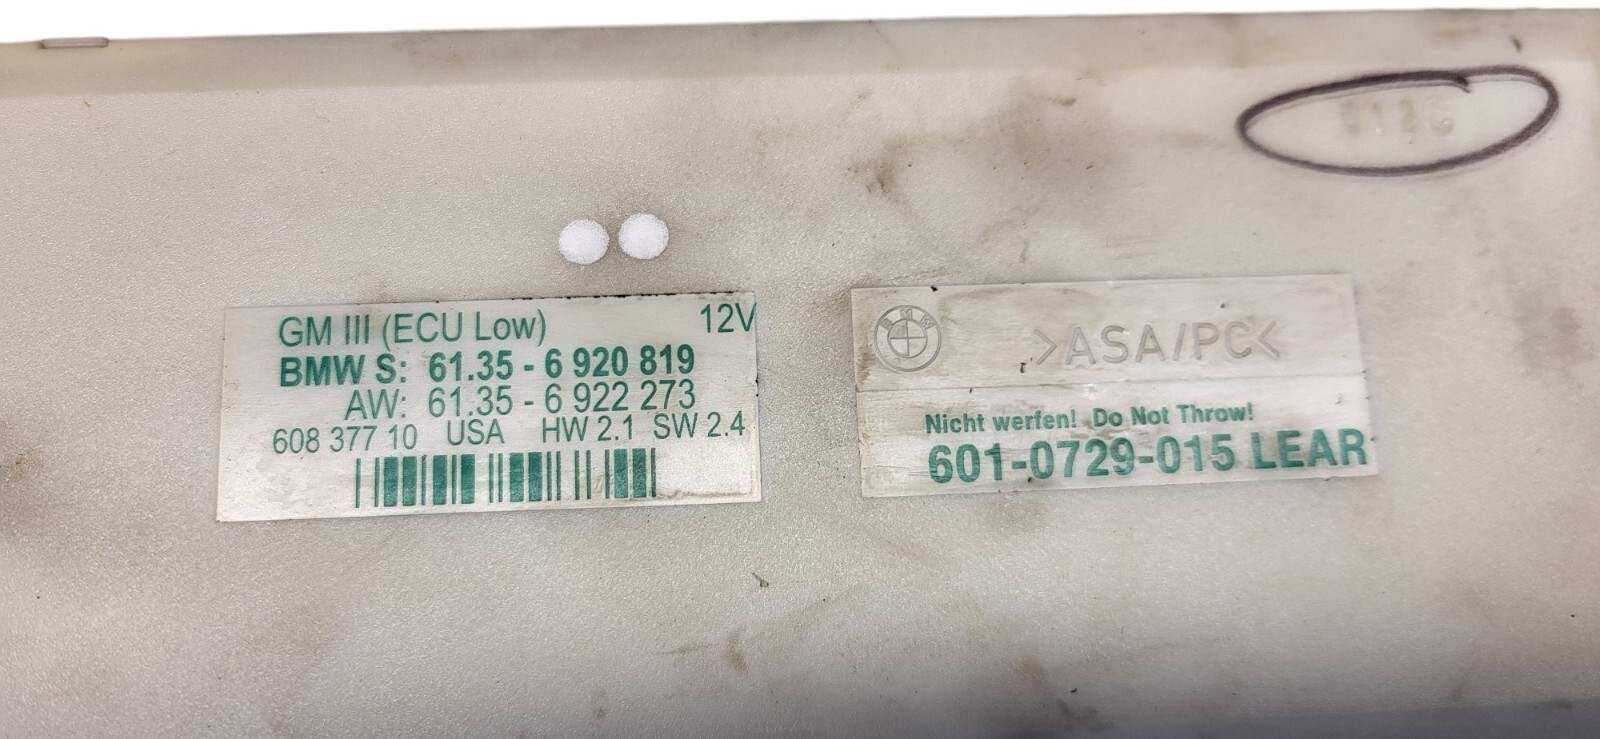 GM III (ECU Low) 12V
BMW S: 61.35 - 6 920 819
AW: 61.35 - 6 922 273
608 377 10 USA HW 2.1 SW 2.4
BMW
>ASA/PC<
Nicht werfen! Do Not Throw!
601-0729-015 LEAR